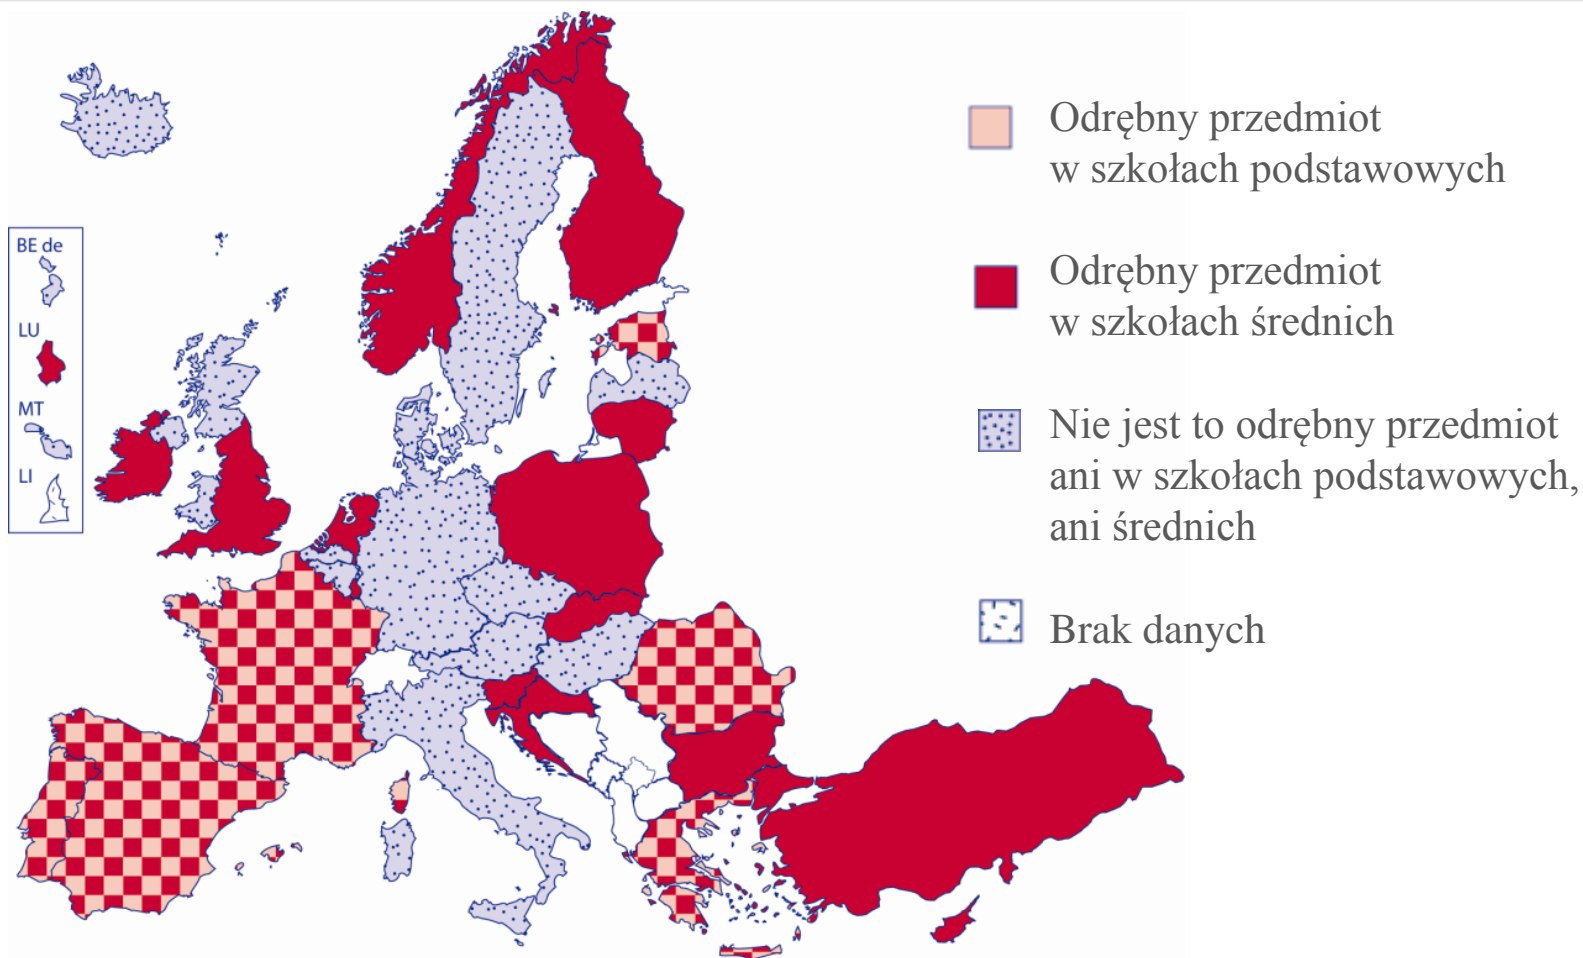 BE de
LU
MT
LI
Odrębny przedmiot
w szkołach podstawowych
Odrębny przedmiot
w szkołach średnich
Nie jest to odrębny przedmiot
ani w szkołach podstawowych,
ani średnich
Brak danych